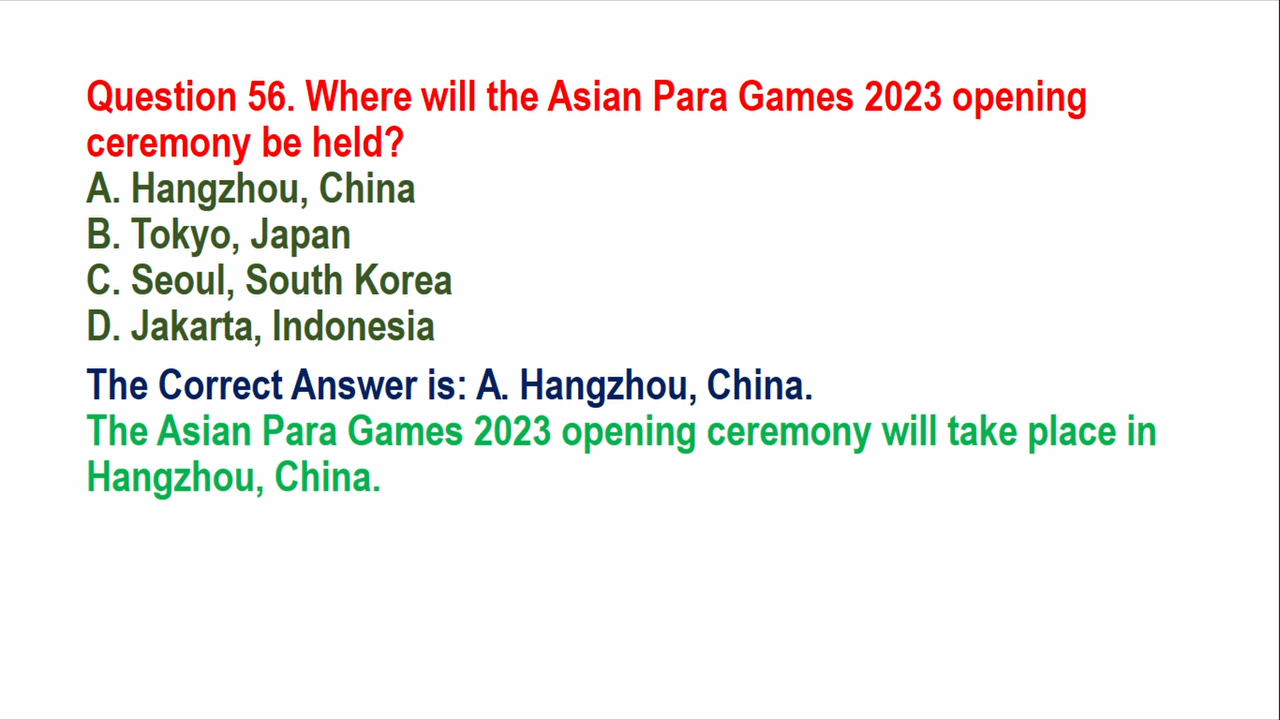 Question 56. Where will the Asian Para Games 2023 opening
ceremony be held?
A. Hangzhou, China
B. Tokyo, Japan
C. Seoul, South Korea
D. Jakarta, Indonesia
The Correct Answer is: A. Hangzhou, China.
The Asian Para Games 2023 opening ceremony will take place in
Hangzhou, China.